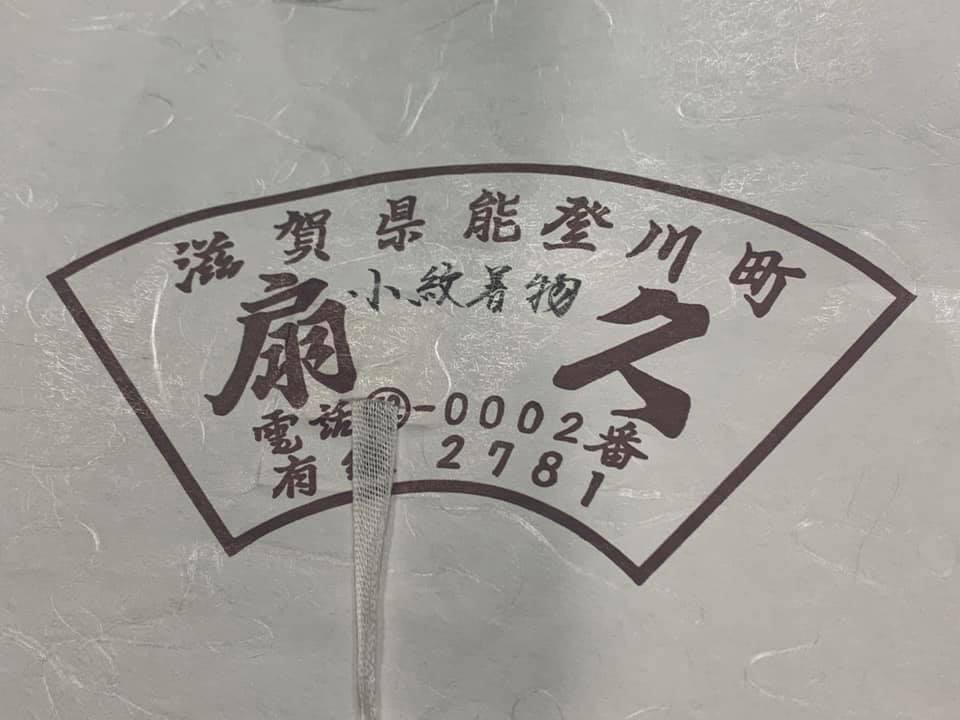 滋賀県能登川町
小紋着物
扇久
電話 -0002番
有線 2781